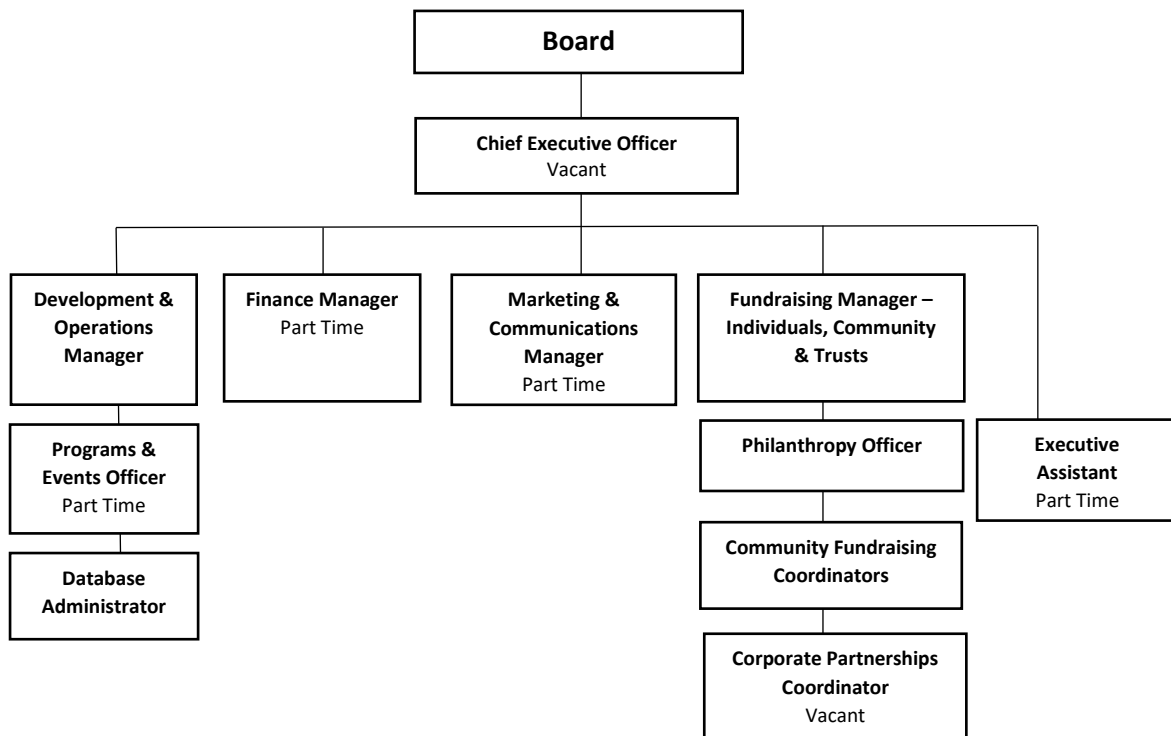 Board
Chief Executive Officer
Vacant
Development &
Operations
Manager
Finance Manager
Part Time
Marketing &
Communications
Manager
Part Time
Fundraising Manager –
Individuals, Community
& Trusts
Programs &
Events Officer
Part Time
Philanthropy Officer
Executive
Assistant
Part Time
Database
Administrator
Community Fundraising
Coordinators
Corporate Partnerships
Coordinator
Vacant